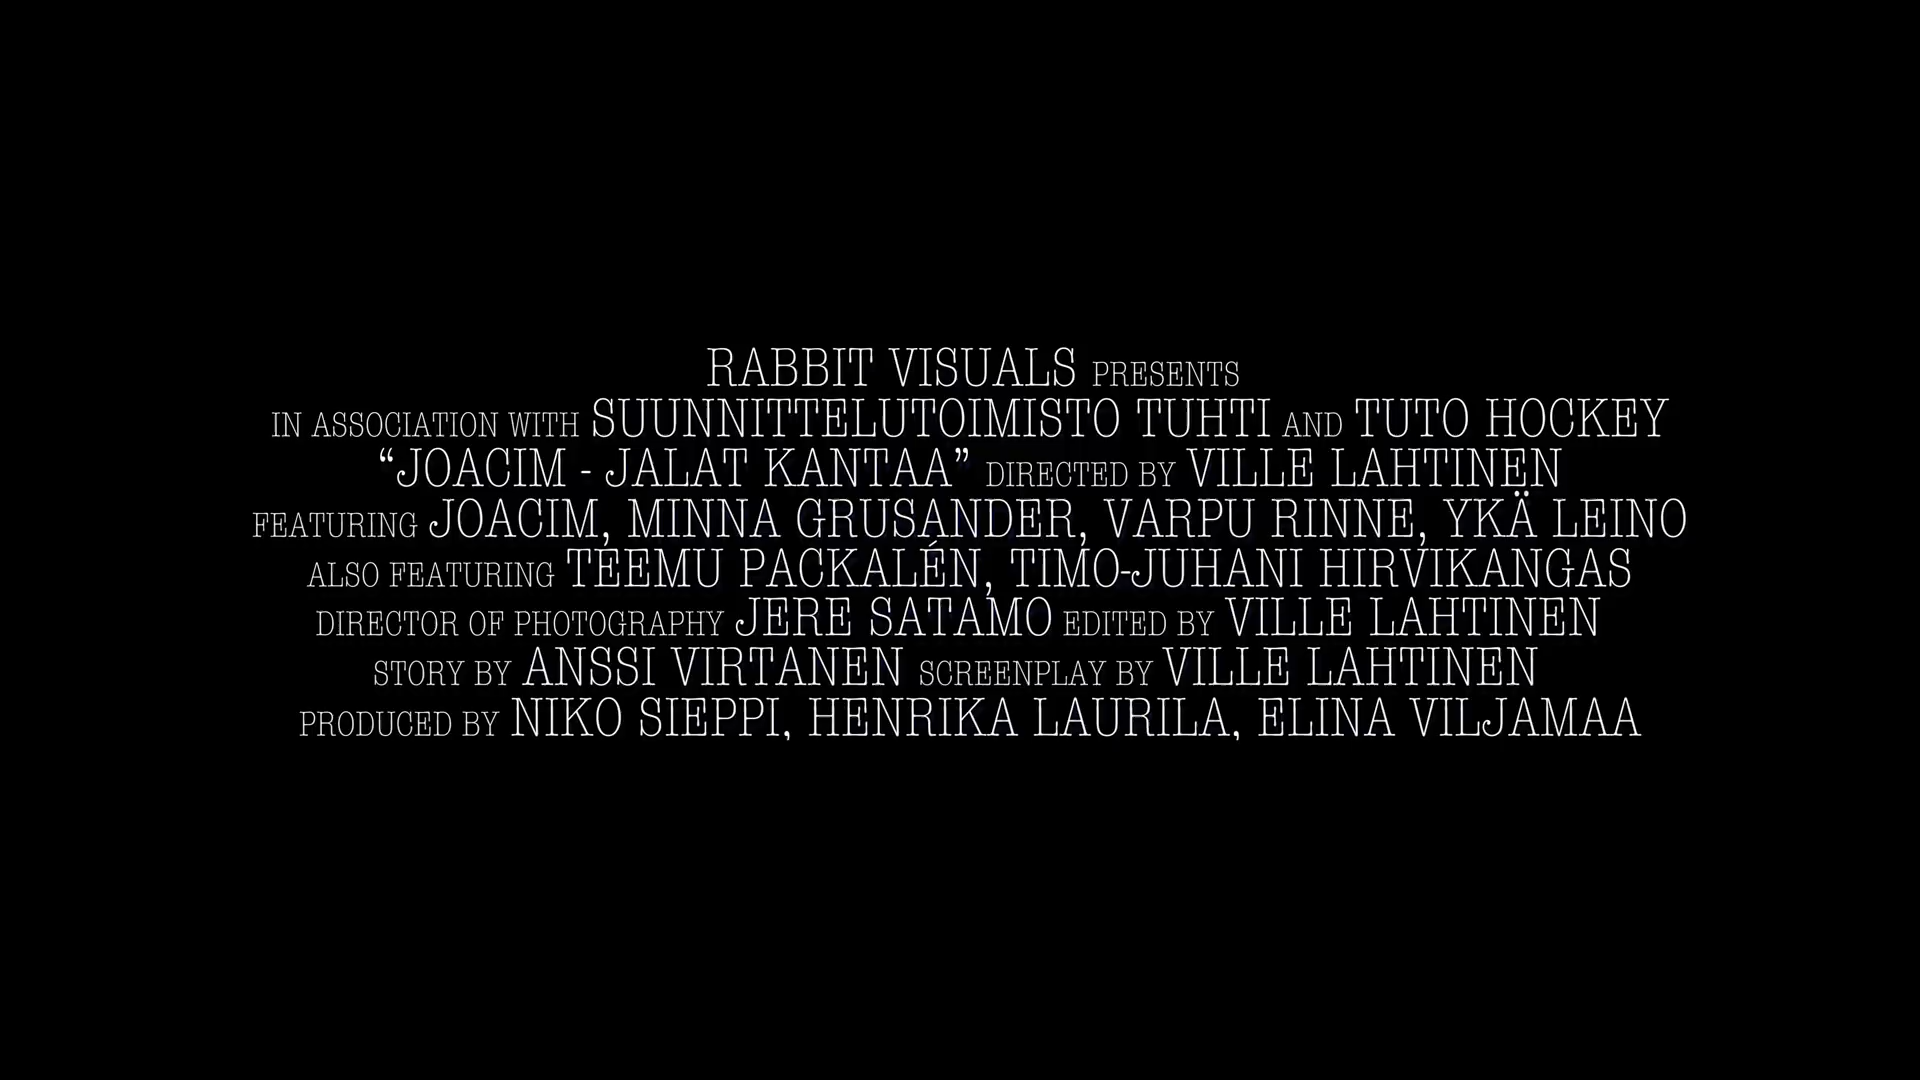 RABBIT VISUALS PRESENTS
IN ASSOCIATION WITH SUUNNITTELUTOIMISTO TUHTI AND TUTO HOCKEY
“JOACIM - JALAT KANTAA” DIRECTED BY VILLE LAHTINEN
FEATURING JOACIM, MINNA GRUSANDER, VARPU RINNE, YKÄ LEINO
ALSO FEATURING TEEMU PACKALÉN, TIMO-JUHANI HIRVIKANGAS
DIRECTOR OF PHOTOGRAPHY JERE SATAMO EDITED BY VILLE LAHTINEN
STORY BY ANSSI VIRTANEN SCREENPLAY BY VILLE LAHTINEN
PRODUCED BY NIKO SIEPPI, HENRIKA LAURILA, ELINA VILJAMAA